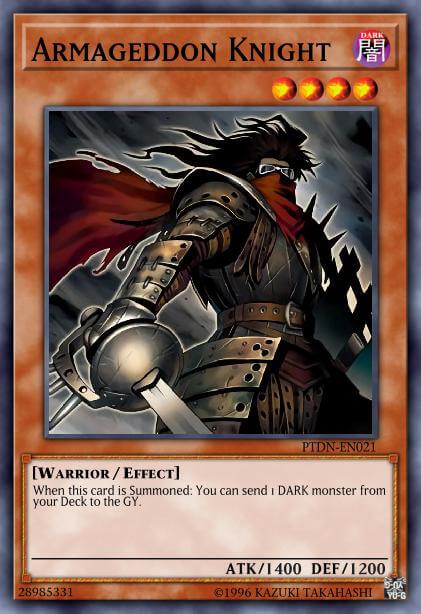 ARMAGEDDON KNIGHT
DARK
闇
PTDN-EN021
[WARRIOR / EFFECT]
When this card is Summoned: You can send 1 DARK monster from
your Deck to the GY.
ATK/1400 DEF/1200
28985331
©1996 KAZUKI TAKAHASHI